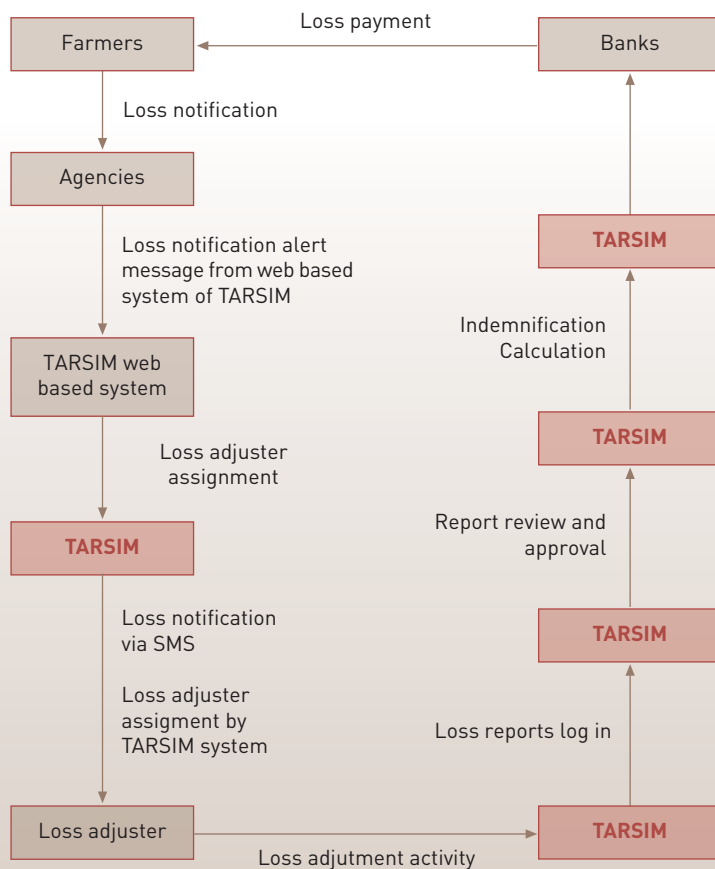 Loss payment
Farmers
Banks
Loss notification
Agencies
Loss notification alert
message from web based
system of TARSIM
TARSIM web
based system
Loss adjuster
assignment
TARSIM
Loss notification
via SMS
Loss adjuster
assigment by
TARSIM system
Loss adjuster
Loss adjutment activity
TARSIM
Loss reports log in
TARSIM
Report review and
approval
TARSIM
Indemnification
Calculation
TARSIM